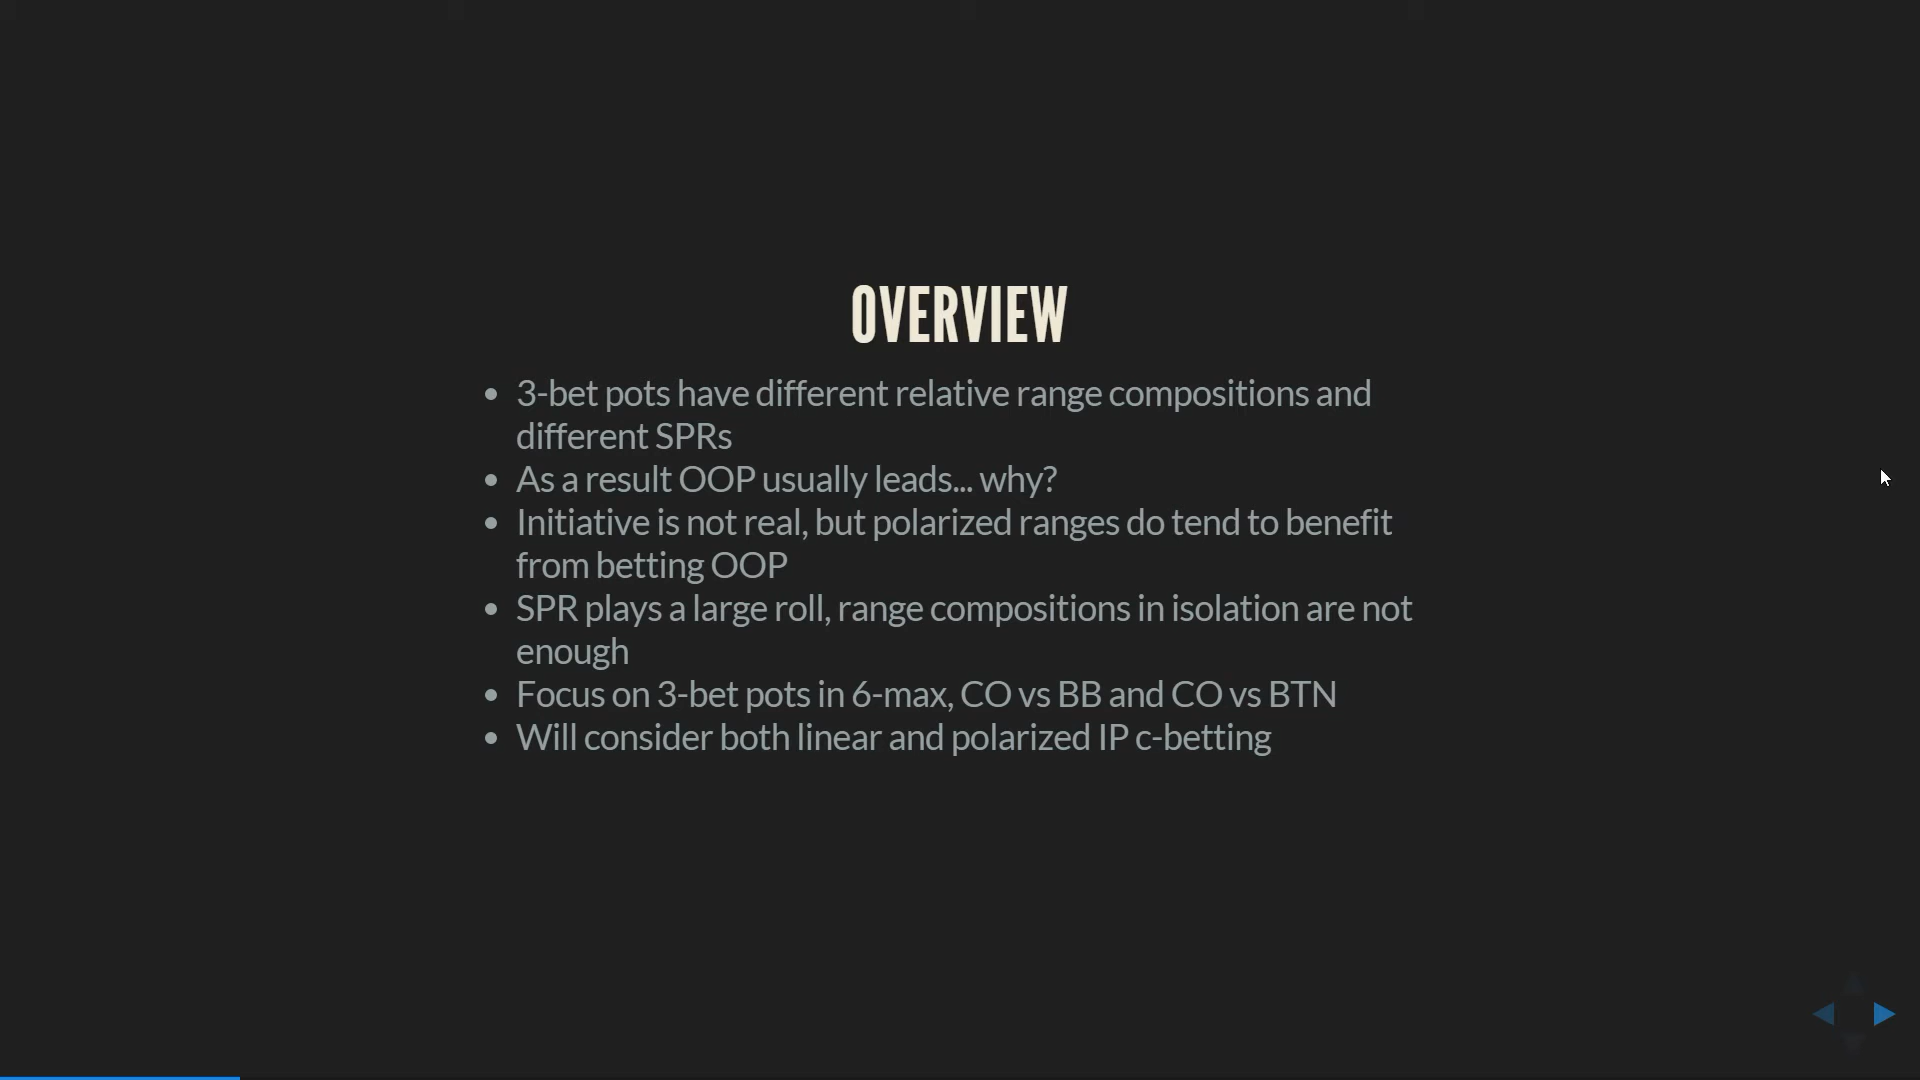 OVERVIEW
• 3-bet pots have different relative range compositions and
different SPRs
• As a result OOP usually leads... why?
• Initiative is not real, but polarized ranges do tend to benefit
from betting OOP
• SPR plays a large roll, range compositions in isolation are not
enough
• Focus on 3-bet pots in 6-max, CO vs BB and CO vs BTN
• Will consider both linear and polarized IP c-betting